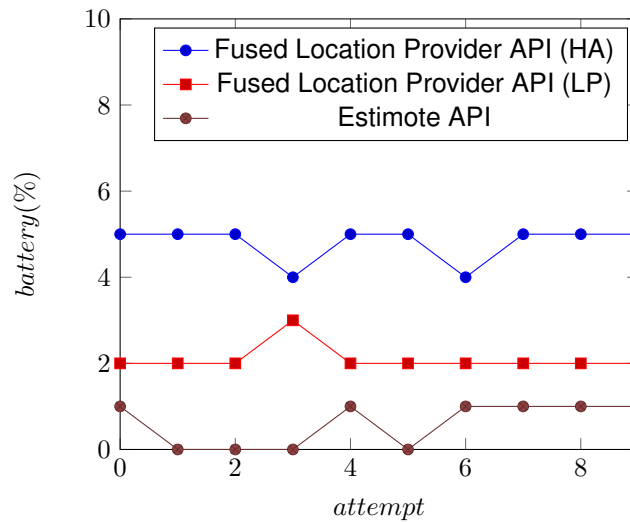 10
Fused Location Provider API (HA)
Fused Location Provider API (LP)
Estimote API
8
6
4
2
0
battery(%)
0 2 4 6 8
attempt